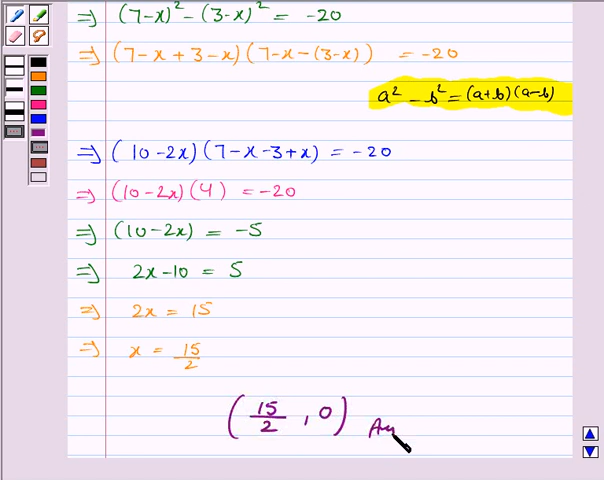 ⇒ (7-x)² - (3-x)² = -20
⇒ (7-x+3-x)(7-x-(3-x)) = -20
a² - b² = (a+b)(a-b)
⇒ (10-2x)(7-x-3+x) = -20
⇒ (10-2x)(4) = -20
⇒ (10-2x) = -5
⇒ 2x-10 = 5
⇒ 2x = 15
⇒ x = 15/2
(15/2, 0)